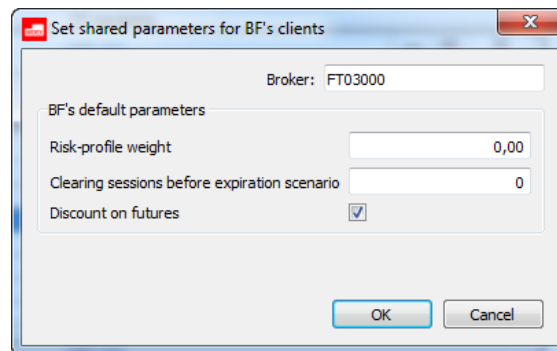 Set shared parameters for BF's clients
Broker: FT03000
BF's default parameters
Risk-profile weight 0,00
Clearing sessions before expiration scenario 0
Discount on futures
OK Cancel